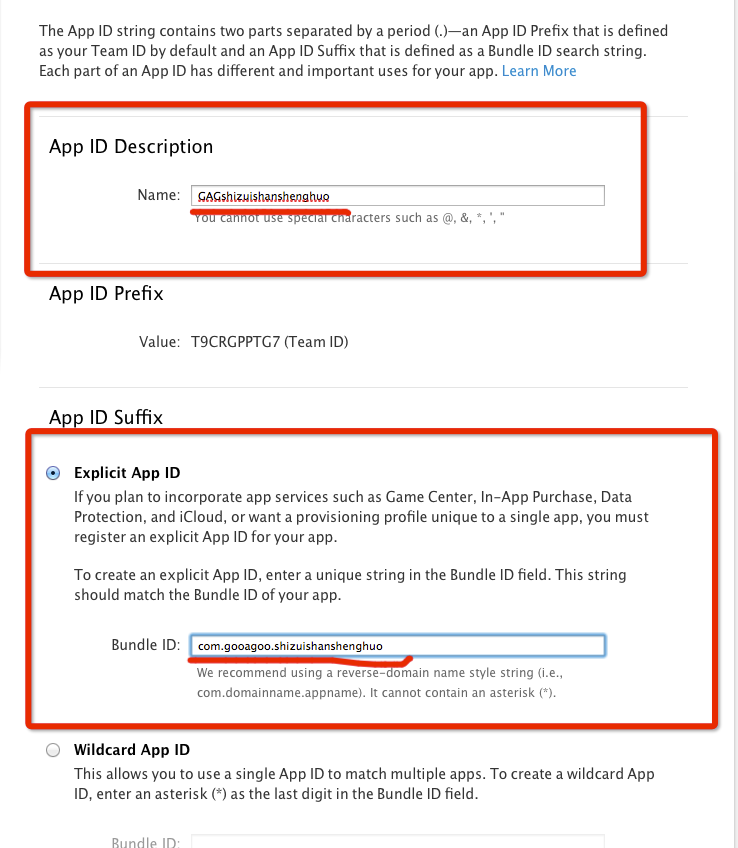 The App ID string contains two parts separated by a period (.)—an App ID Prefix that is defined
as your Team ID by default and an App ID Suffix that is defined as a Bundle ID search string.
Each part of an App ID has different and important uses for your app. Learn More
App ID Description
Name: GAGshizuishanshenghuo
You cannot use special characters such as @, &, *, ', "
App ID Prefix
Value: T9CRGPPTG7 (Team ID)
App ID Suffix
Explicit App ID
If you plan to incorporate app services such as Game Center, In-App Purchase, Data
Protection, and iCloud, or want a provisioning profile unique to a single app, you must
register an explicit App ID for your app.
To create an explicit App ID, enter a unique string in the Bundle ID field. This string
should match the Bundle ID of your app.
Bundle ID: com.gooagoo.shizuishanshenghuo
We recommend using a reverse-domain name style string (i.e.,
com.domainname.appname). It cannot contain an asterisk (*).
Wildcard App ID
This allows you to use a single App ID to match multiple apps. To create a wildcard App
ID, enter an asterisk (*) as the last digit in the Bundle ID field.
Bundle ID: